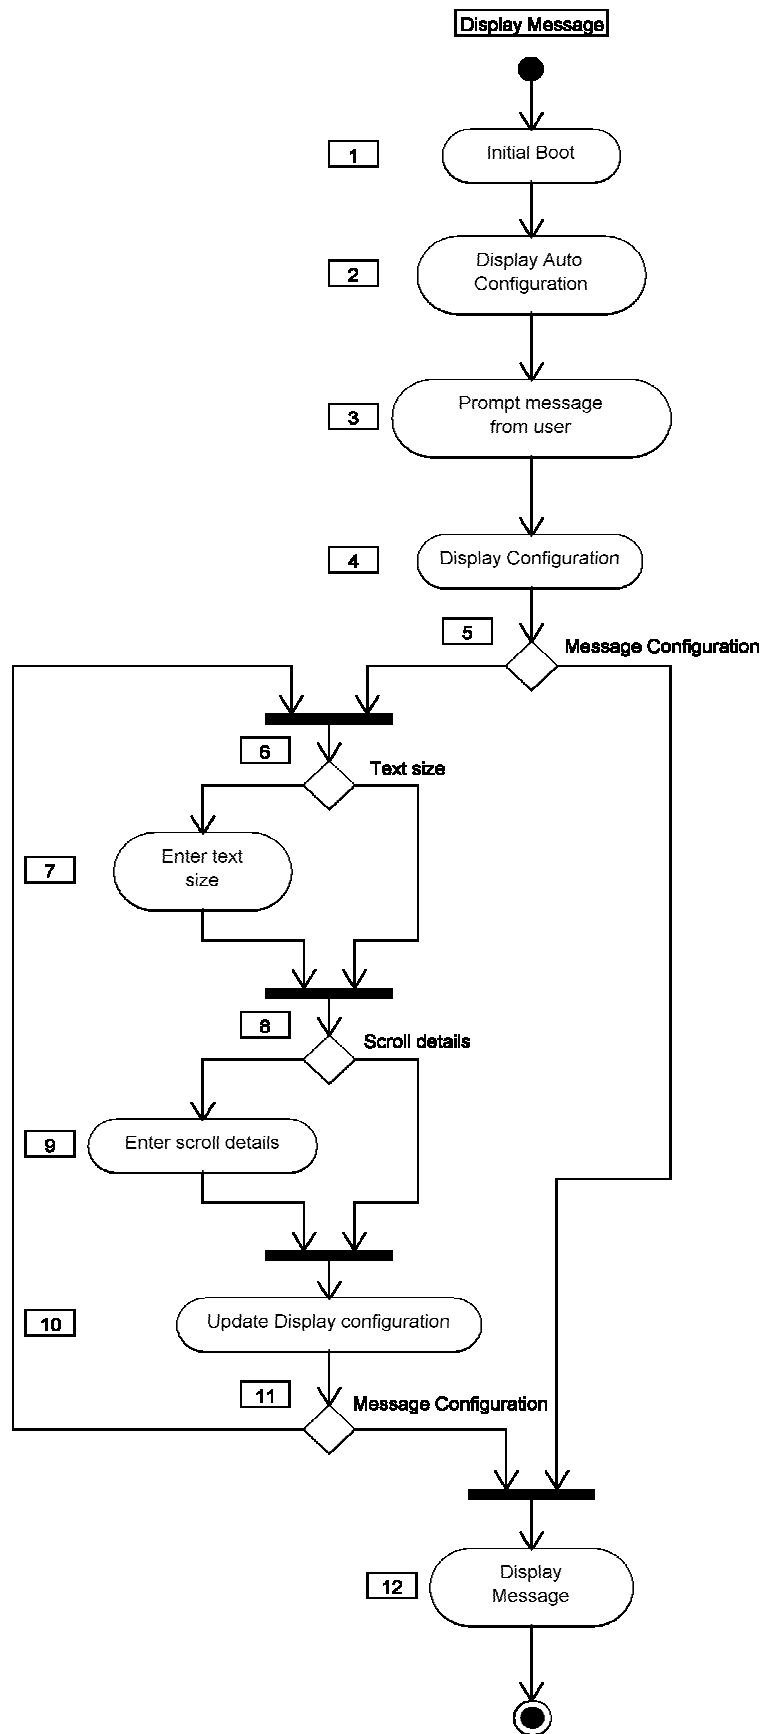 Display Message
1
Initial Boot
2
Display Auto
Configuration
3
Prompt message
from user
4
Display Configuration
5
Message Configuration
6
Text size
7
Enter text
size
8
Scroll details
9
Enter scroll details
10
Update Display configuration
11
Message Configuration
12
Display
Message